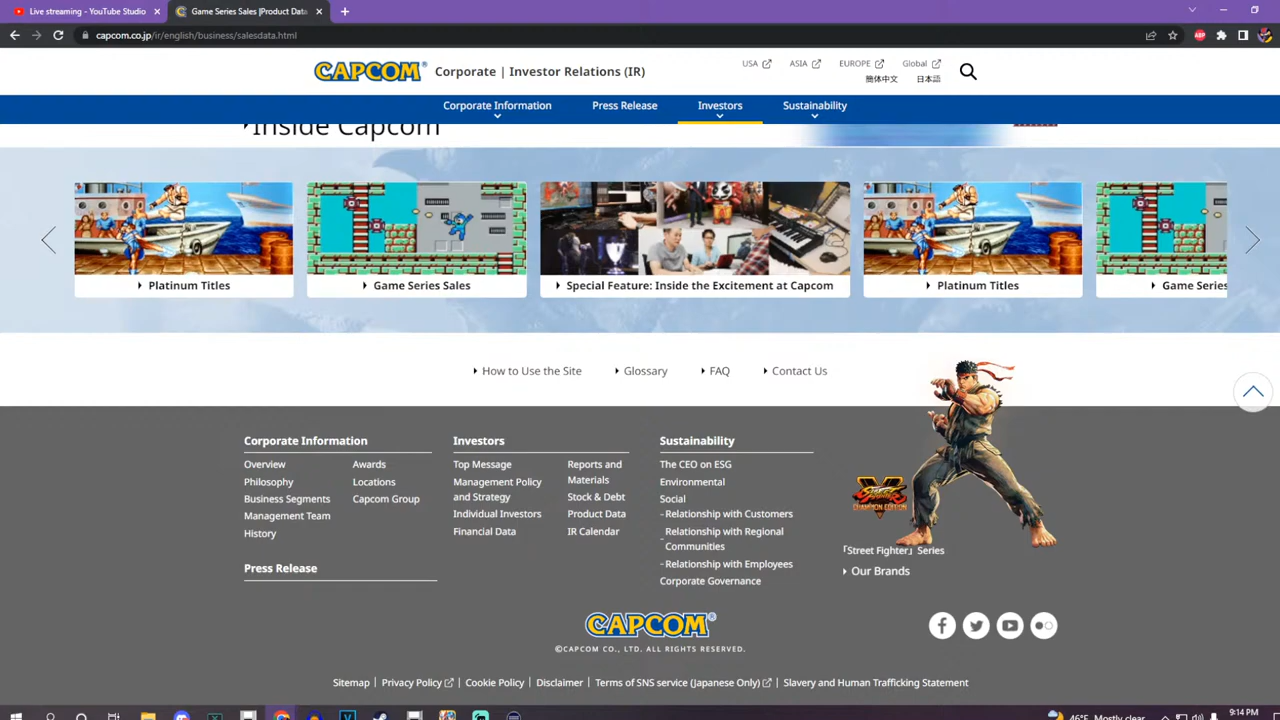 Live streaming - YouTube Studio
Game Series Sales |Product Data
capcom.co.jp/ir/english/business/salesdata.html
ABP
CAPCOM® Corporate | Investor Relations (IR)
USA ASIA EUROPE Global
簡体中文 日本語
Corporate Information Press Release Investors Sustainability
Inside Capcom
Platinum Titles
Game Series Sales
Special Feature: Inside the Excitement at Capcom
Platinum Titles
Game Series
How to Use the Site Glossary FAQ Contact Us
Corporate Information
Overview
Philosophy
Business Segments
Management Team
History
Awards
Locations
Capcom Group
Press Release
Investors
Top Message
Management Policy
and Strategy
Individual Investors
Financial Data
Reports and
Materials
Stock & Debt
Product Data
IR Calendar
Sustainability
The CEO on ESG
Environmental
Social
- Relationship with Customers
- Relationship with Regional
Communities
- Relationship with Employees
Corporate Governance
Street Fighter V
CHAMPION EDITION
「Street Fighter」Series
Our Brands
CAPCOM®
©CAPCOM CO., LTD. ALL RIGHTS RESERVED.
Sitemap | Privacy Policy | Cookie Policy | Disclaimer | Terms of SNS service (Japanese Only) | Slavery and Human Trafficking Statement
46°F Mostly clear
9:14 PM